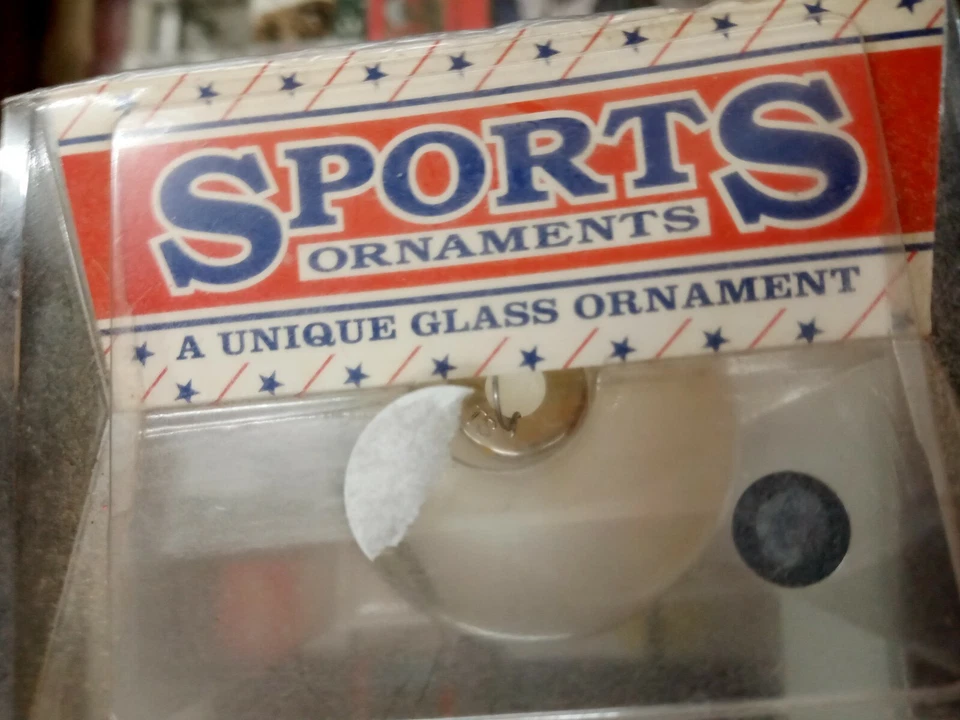 SPORTS
ORNAMENTS
A UNIQUE GLASS ORNAMENT